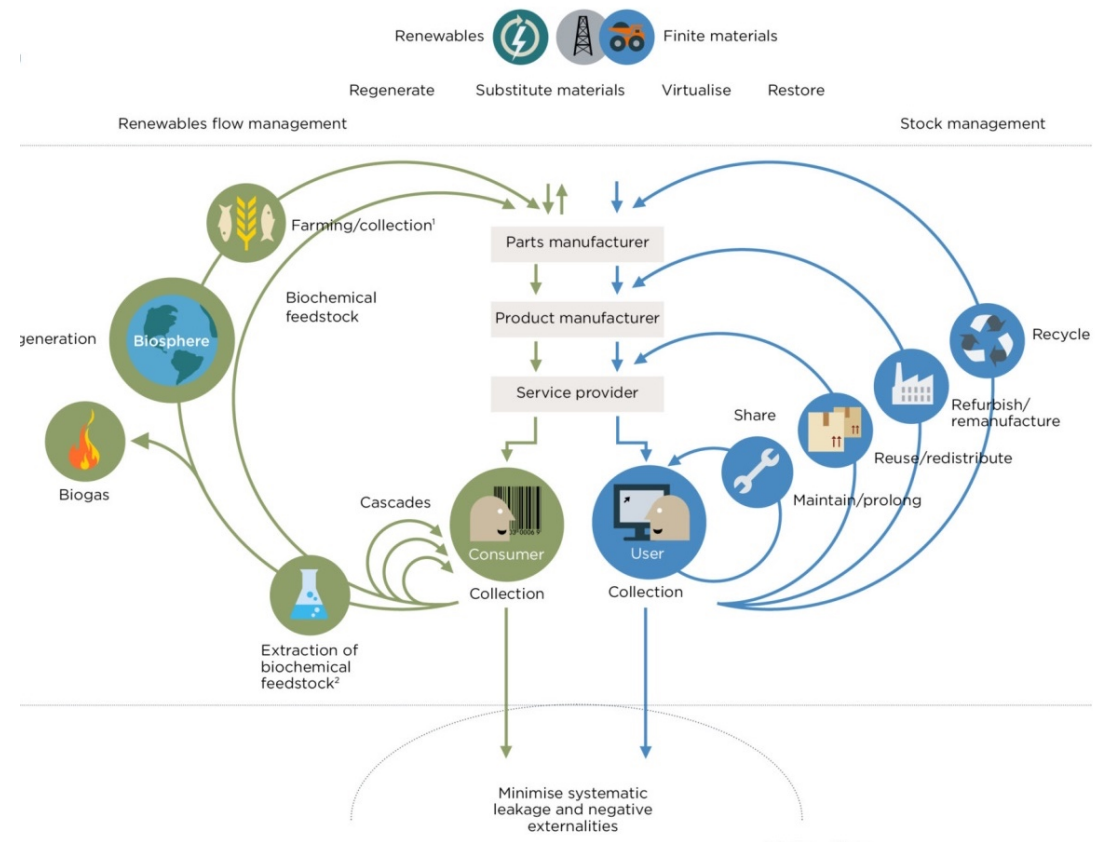 Renewables
Finite materials
Regenerate
Substitute materials
Virtualise
Restore
Renewables flow management
Stock management
Farming/collection¹
Parts manufacturer
Biochemical
feedstock
Product manufacturer
generation
Biosphere
Recycle
Service provider
Share
Refurbish/
remanufacture
Reuse/redistribute
Biogas
Cascades
Maintain/prolong
Consumer
User
Collection
Collection
Extraction of
biochemical
feedstock²
Minimise systematic
leakage and negative
externalities